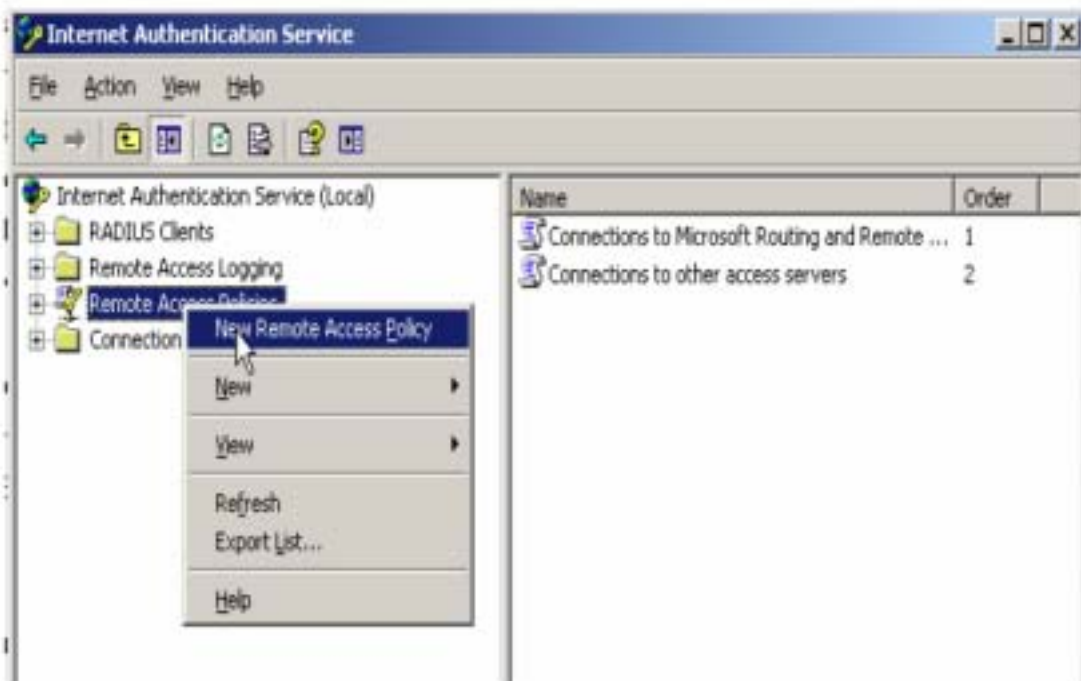 Internet Authentication Service
File Action View Help
Internet Authentication Service (Local)
RADIUS Clients
Remote Access Logging
Remote Access Policies
Connection
New Remote Access Policy
New
View
Refresh
Export List...
Help
Name Order
Connections to Microsoft Routing and Remote ... 1
Connections to other access servers 2